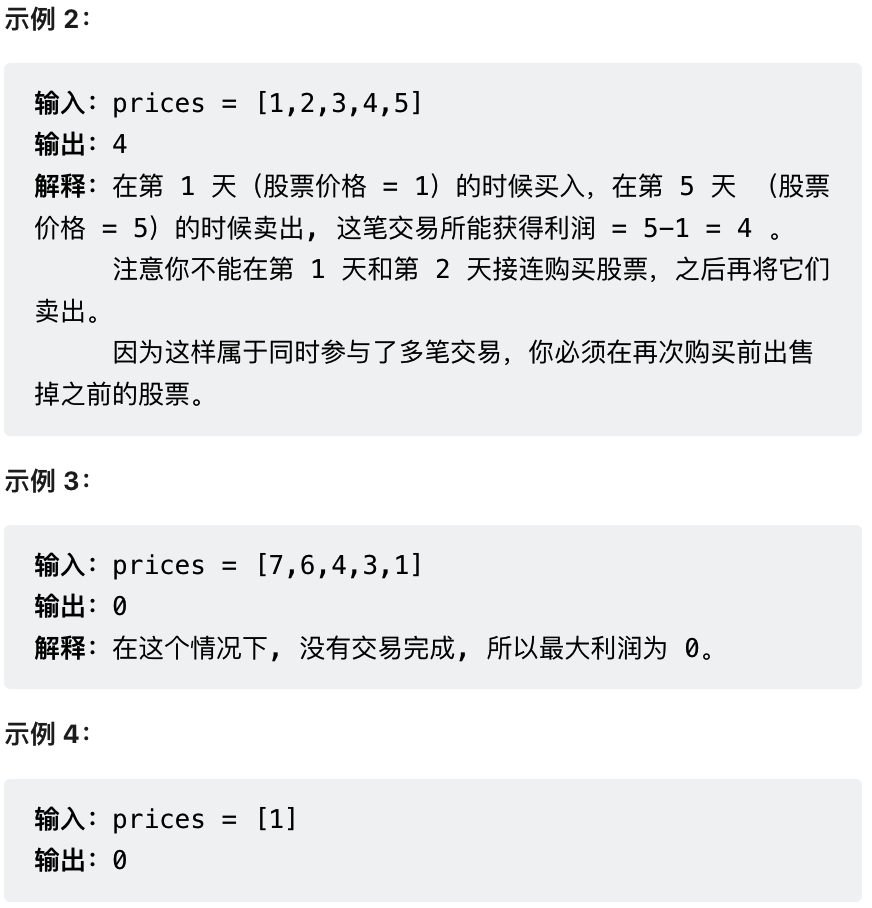 示例 2：
输入：prices = [1,2,3,4,5]
输出：4
解释：在第 1 天（股票价格 = 1）的时候买入，在第 5 天 （股票
价格 = 5）的时候卖出, 这笔交易所能获得利润 = 5-1 = 4 。
注意你不能在第 1 天和第 2 天接连购买股票，之后再将它们
卖出。
因为这样属于同时参与了多笔交易，你必须在再次购买前出售
掉之前的股票。
示例 3：
输入：prices = [7,6,4,3,1]
输出：0
解释：在这个情况下, 没有交易完成, 所以最大利润为 0。
示例 4：
输入：prices = [1]
输出：0